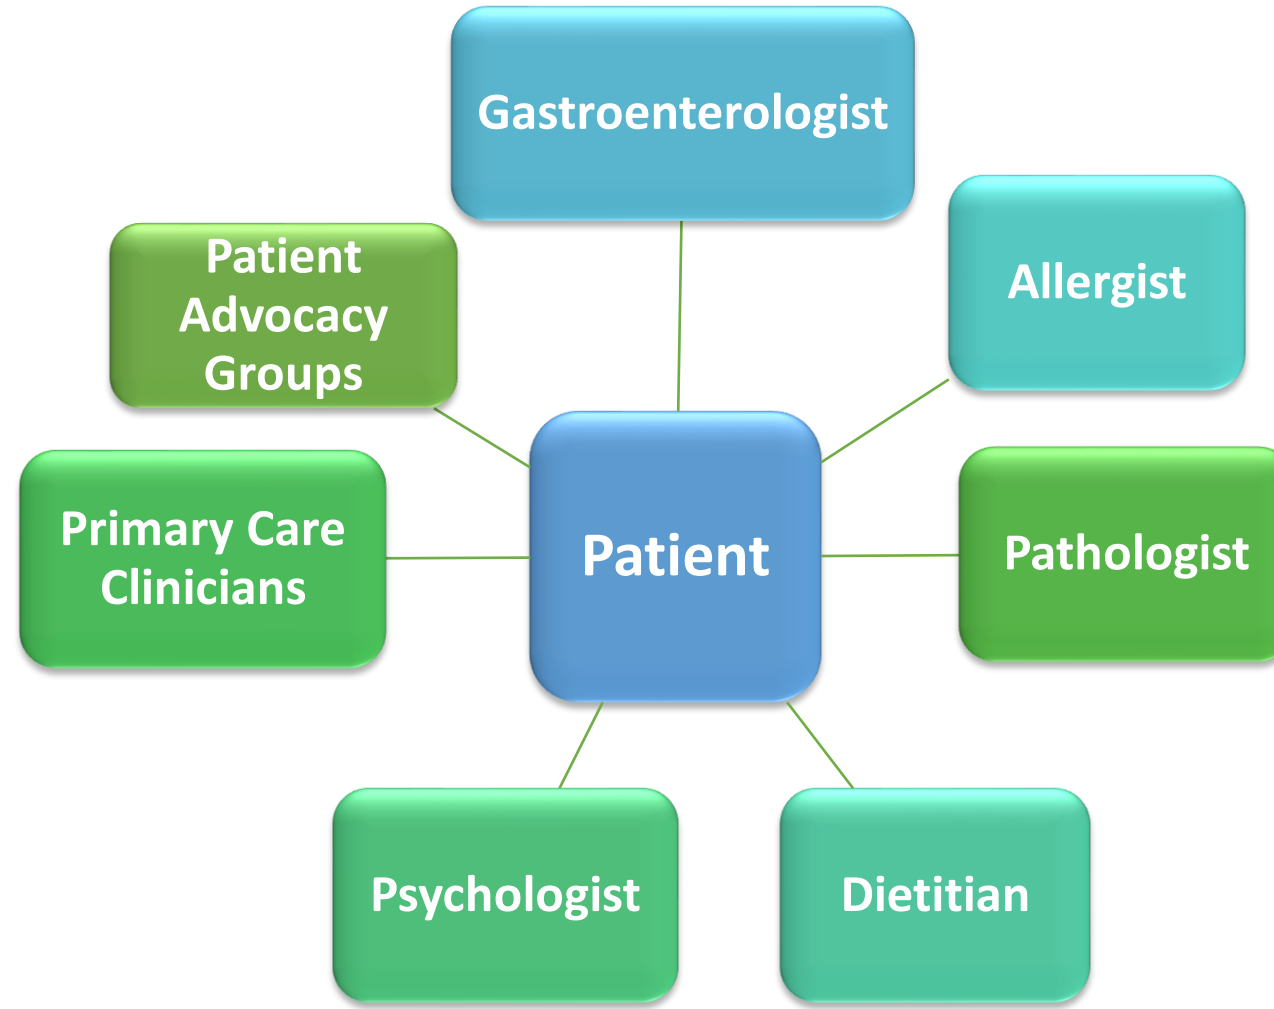 Gastroenterologist
Allergist
Patient
Advocacy
Groups
Primary Care
Clinicians
Patient
Pathologist
Psychologist
Dietitian